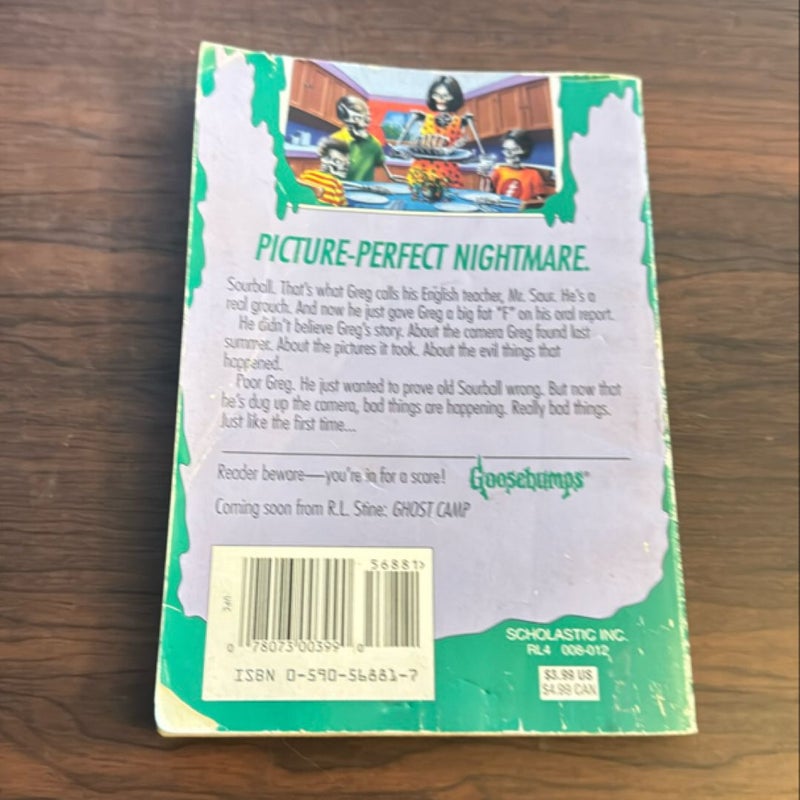 PICTURE-PERFECT NIGHTMARE.
Sourball. That's what Greg calls his English teacher, Mr. Saur. He's a
real grouch. And now he just gave Greg a big fat "F" on his oral report.
He didn't believe Greg's story. About the camera Greg found last
summer. About the pictures it took. About the evil things that
happened.
Poor Greg. He just wanted to prove old Sourball wrong. But now that
he's dug up the camera, bad things are happening. Really bad things.
Just like the first time...
Reader beware—you're in for a scare! Goosebumps®
Coming soon from R.L. Stine: GHOST CAMP
56881>
UPC
0 78073 00399 0
ISBN 0-590-56881-7
SCHOLASTIC INC.
RL4 008-012
$3.99 US
$4.99 CAN